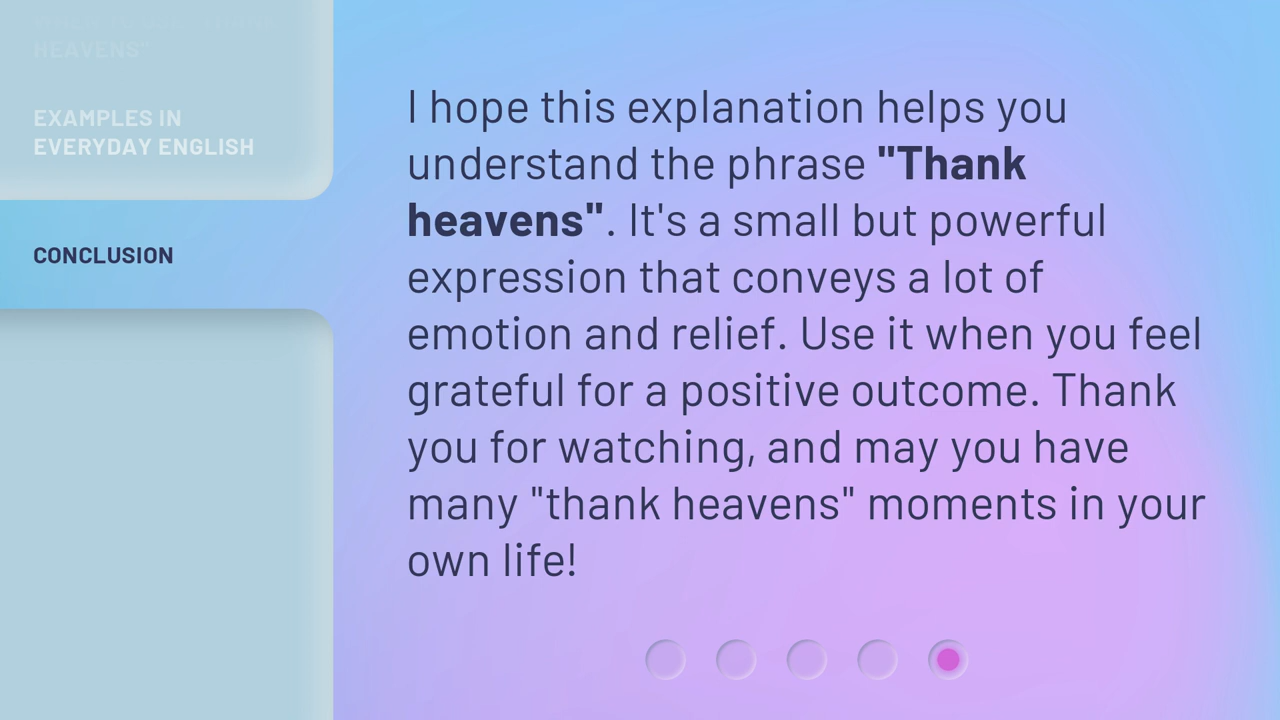 HEAVENS"
EXAMPLES IN
EVERYDAY ENGLISH
CONCLUSION
I hope this explanation helps you
understand the phrase "Thank
heavens". It's a small but powerful
expression that conveys a lot of
emotion and relief. Use it when you feel
grateful for a positive outcome. Thank
you for watching, and may you have
many "thank heavens" moments in your
own life!